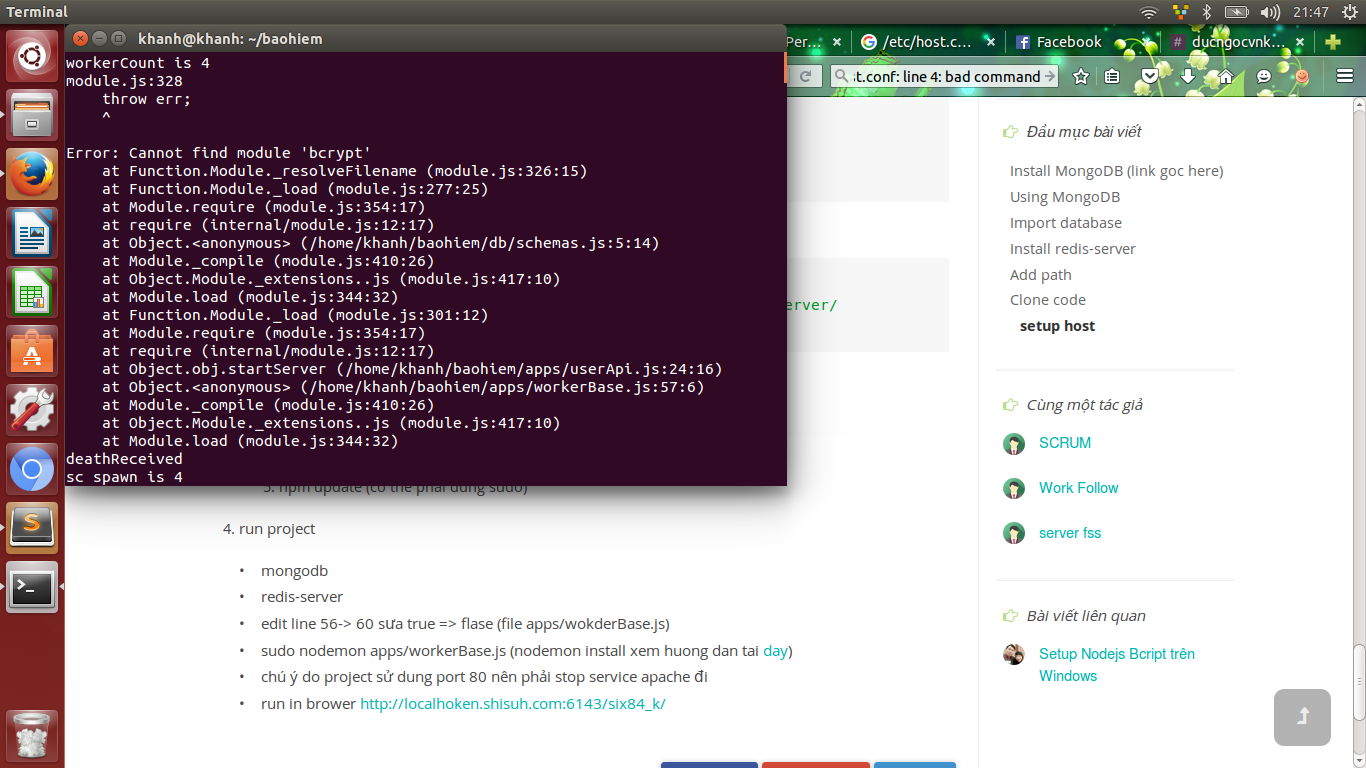 Terminal
21:47
khanh@khanh: ~/baohiem
workerCount is 4
module.js:328
    throw err;
    ^
Error: Cannot find module 'bcrypt'
    at Function.Module._resolveFilename (module.js:326:15)
    at Function.Module._load (module.js:277:25)
    at Module.require (module.js:354:17)
    at require (internal/module.js:12:17)
    at Object.<anonymous> (/home/khanh/baohiem/db/schemas.js:5:14)
    at Module._compile (module.js:410:26)
    at Object.Module._extensions..js (module.js:417:10)
    at Module.load (module.js:344:32)
    at Function.Module._load (module.js:301:12)
    at Module.require (module.js:354:17)
    at require (internal/module.js:12:17)
    at Object.obj.startServer (/home/khanh/baohiem/apps/userApi.js:24:16)
    at Object.<anonymous> (/home/khanh/baohiem/apps/workerBase.js:57:6)
    at Module._compile (module.js:410:26)
    at Object.Module._extensions..js (module.js:417:10)
    at Module.load (module.js:344:32)
deathReceived
sc spawn is 4
Per... × /etc/host.c... × Facebook × # ducngocvnk... ×
st.conf: line 4: bad command
erver/
3. npm update (có thể phải dùng sudo)
4. run project
• mongodb
• redis-server
• edit line 56-> 60 sửa true => flase (file apps/wokderBase.js)
• sudo nodemon apps/workerBase.js (nodemon install xem huong dan tai day)
• chú ý do project sử dung port 80 nên phải stop service apache đi
• run in brower http://localhoken.shisuh.com:6143/six84_k/
Đầu mục bài viết
Install MongoDB (link goc here)
Using MongoDB
Import database
Install redis-server
Add path
Clone code
setup host
Cùng một tác giả
SCRUM
Work Follow
server fss
Bài viết liên quan
Setup Nodejs Bcript trên
Windows